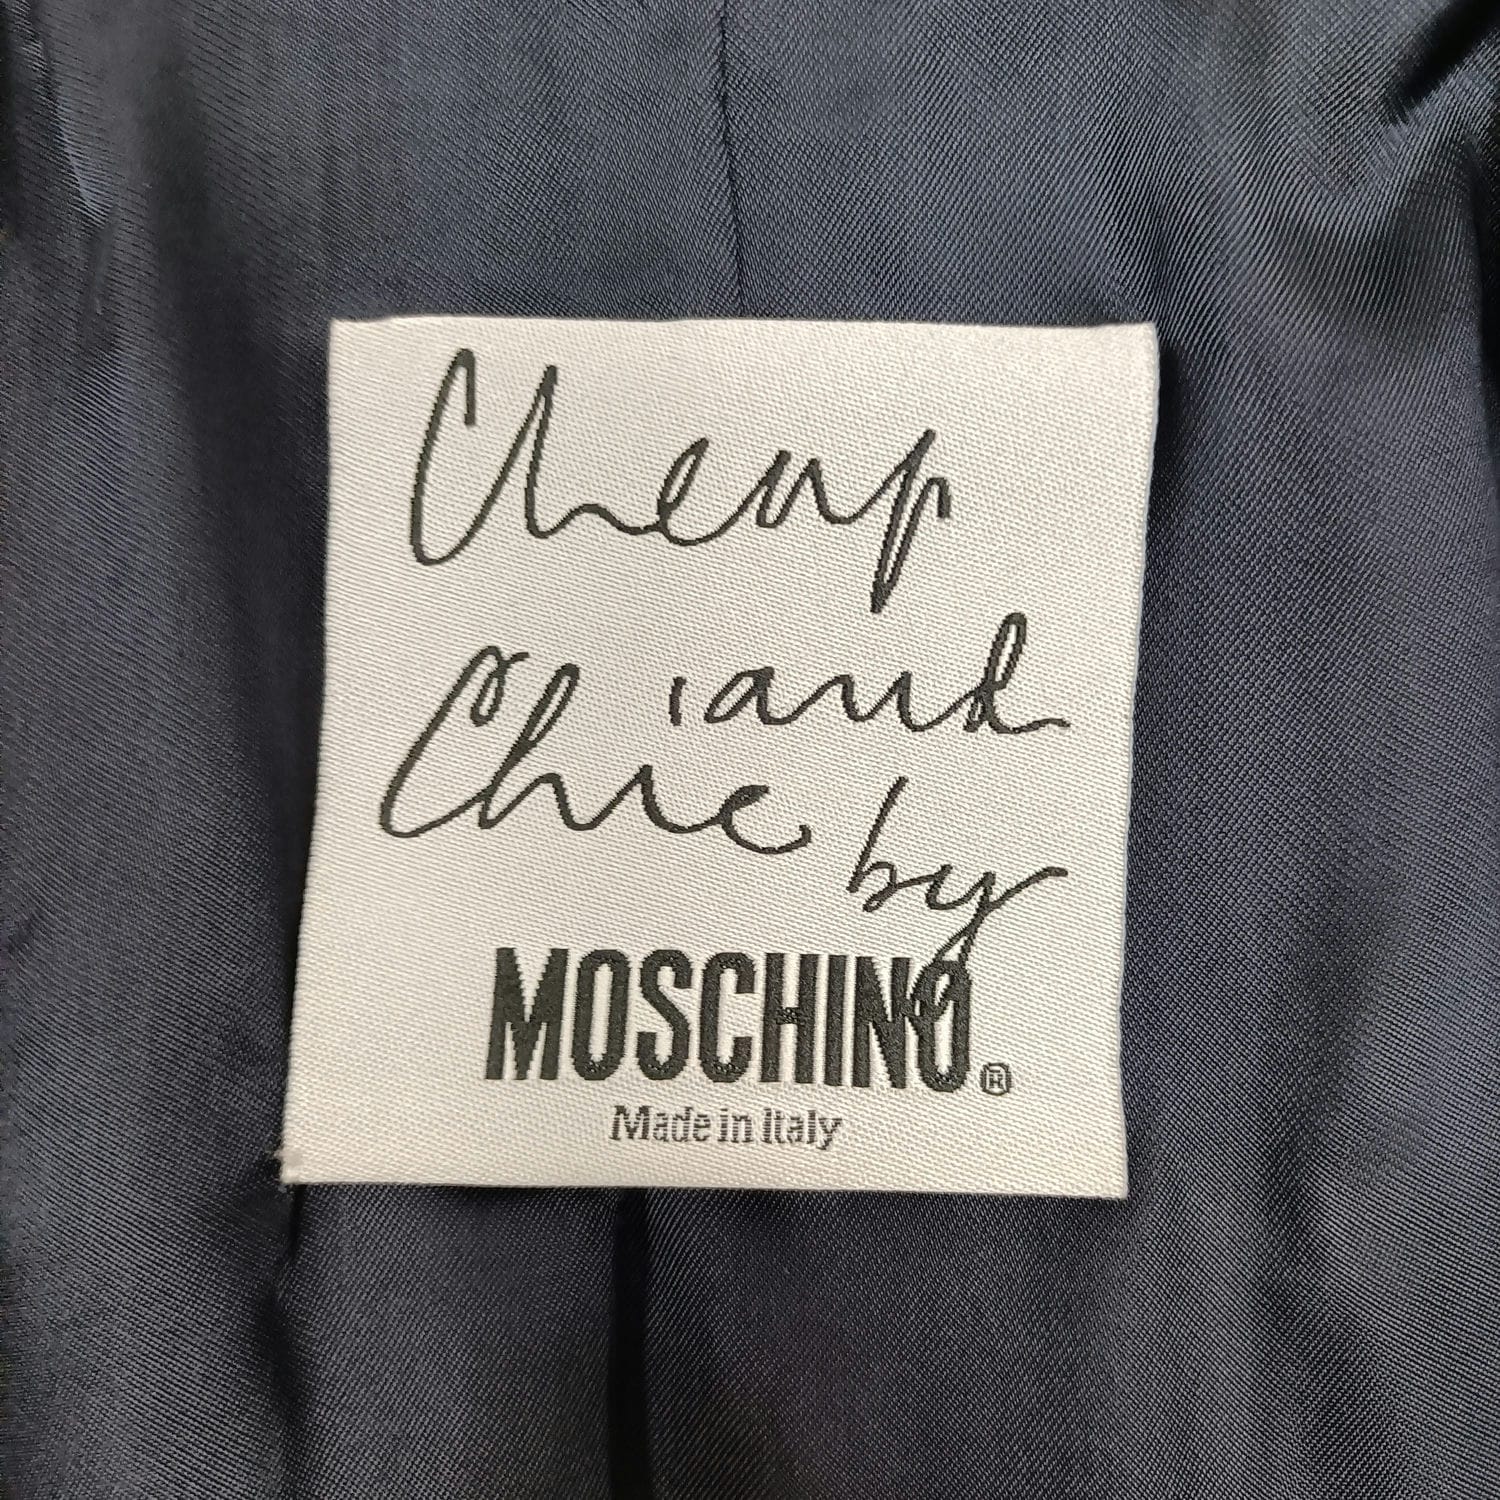 Cheap
and
Chic by
MOSCHINO®
Made in Italy